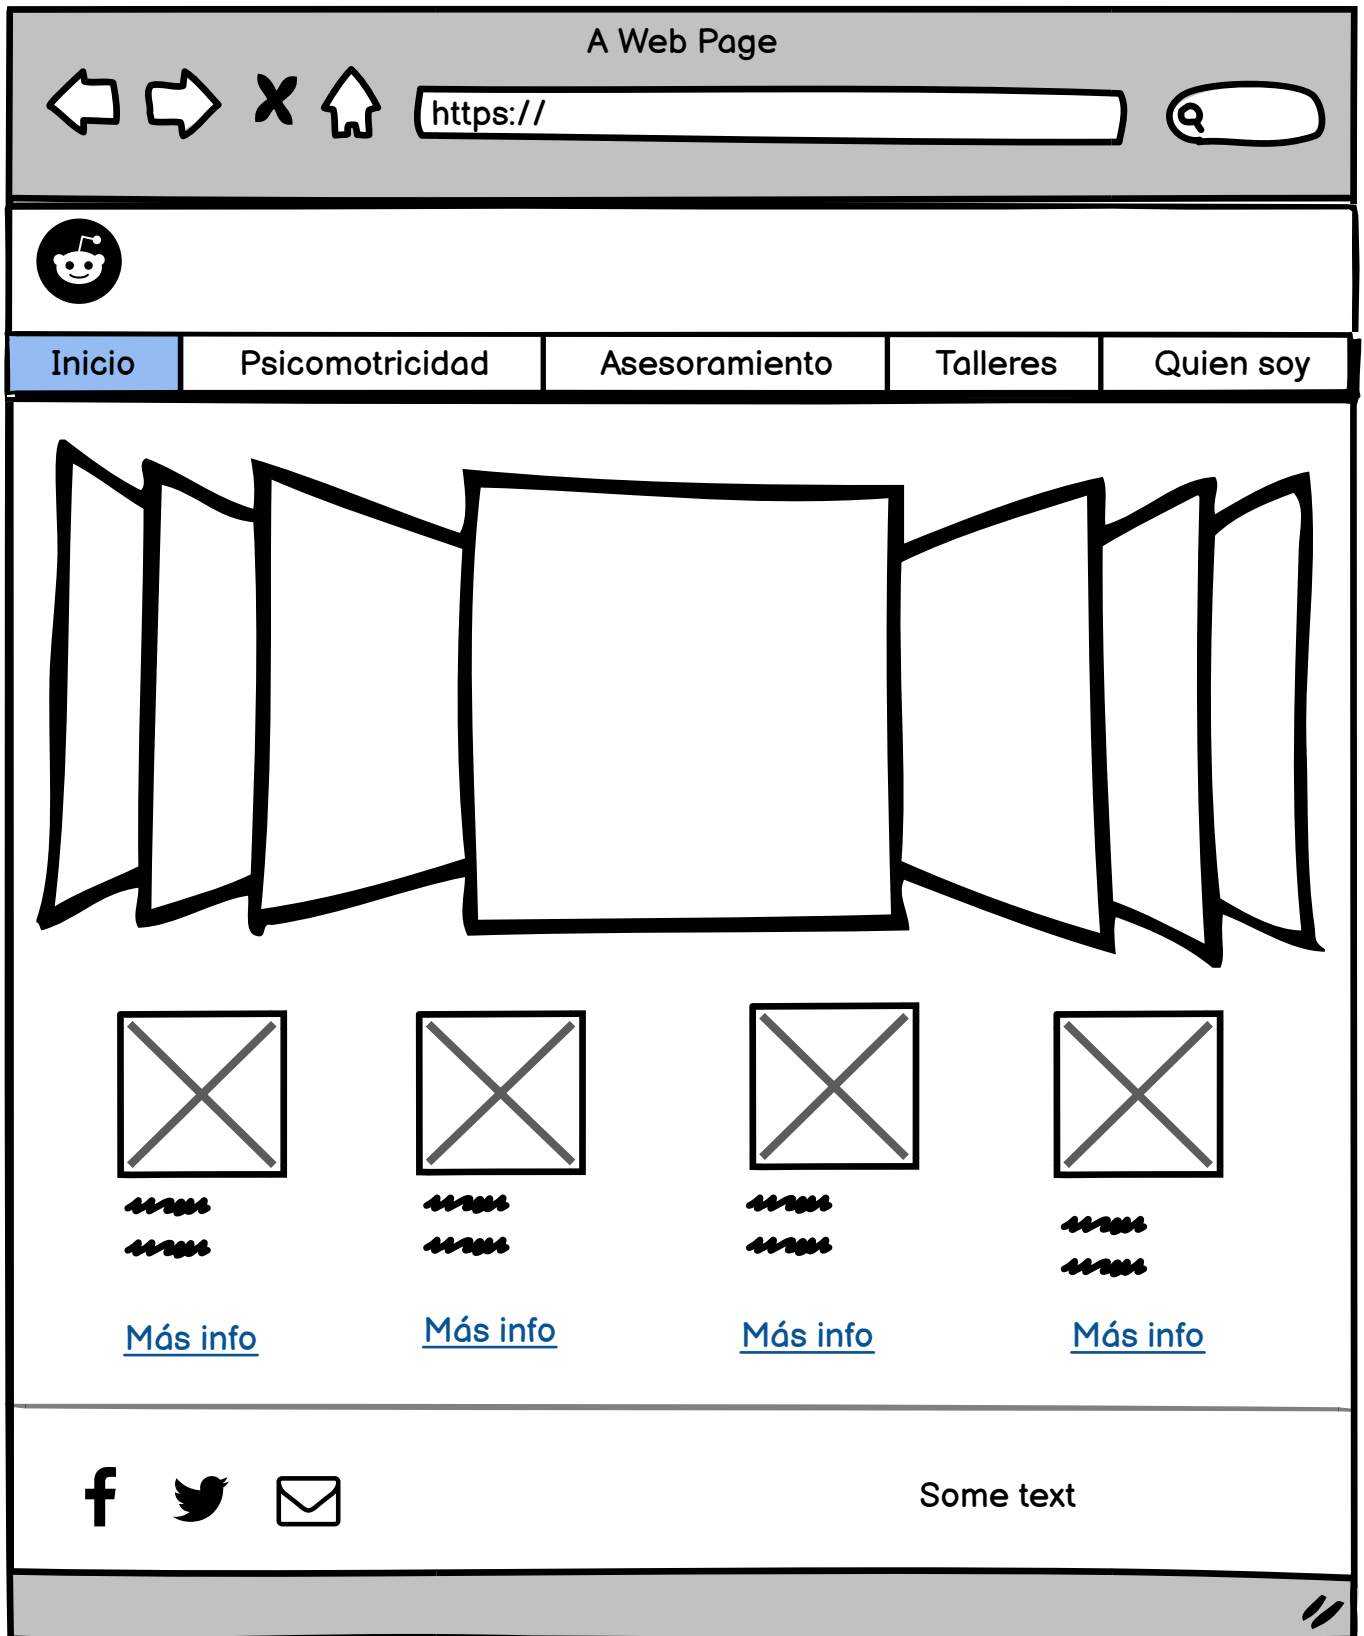 A Web Page
https://
Inicio Psicomotricidad Asesoramiento Talleres Quien soy
Más info Más info Más info Más info
Some text